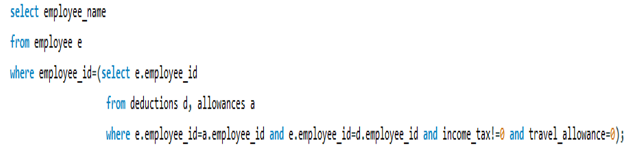 select employee_name
from employee e
where employee_id=(select e.employee_id
from deductions d, allowances a
where e.employee_id=a.employee_id and e.employee_id=d.employee_id and income_tax!=0 and travel_allowance=0);